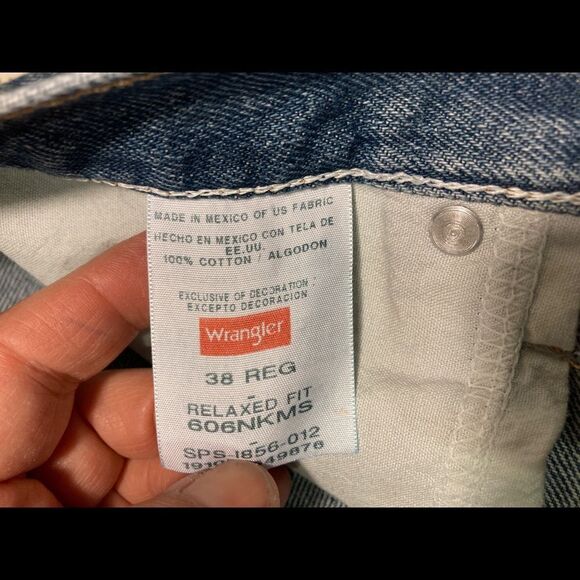 MADE IN MEXICO OF US FABRIC
HECHO EN MEXICO CON TELA DE
EE.UU.
100% COTTON / ALGODON
EXCLUSIVE OF DECORATION
EXCEPTO DECORACION
Wrangler
38 REG
-
RELAXED FIT
606NKMS
-
SPS-1856-012